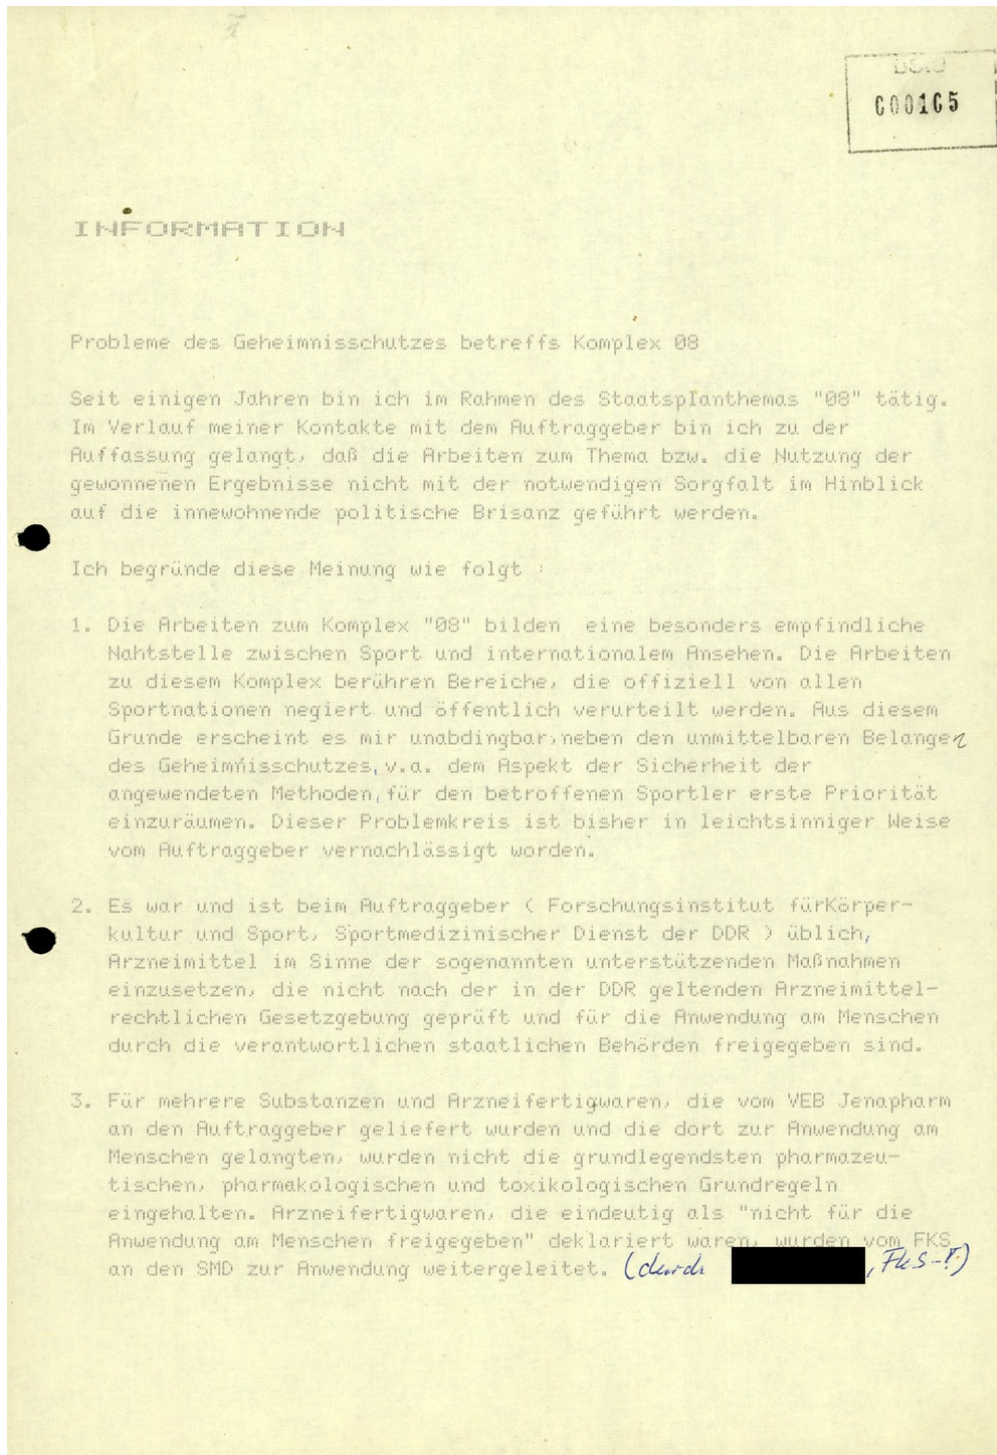 BStU
000105
INFORMATION
Probleme des Geheimnisschutzes betreffs Komplex 08
Seit einigen Jahren bin ich im Rahmen des StaatspIanthemas "08" tätig.
Im Verlauf meiner Kontakte mit dem Auftraggeber bin ich zu der
Auffassung gelangt, daß die Arbeiten zum Thema bzw. die Nutzung der
gewonnenen Ergebnisse nicht mit der notwendigen Sorgfalt im Hinblick
auf die innewohnende politische Brisanz geführt werden.
Ich begründe diese Meinung wie folgt :
1. Die Arbeiten zum Komplex "08" bilden eine besonders empfindliche
Nahtstelle zwischen Sport und internationalem Ansehen. Die Arbeiten
zu diesem Komplex berühren Bereiche, die offiziell von allen
Sportnationen negiert und öffentlich verurteilt werden. Aus diesem
Grunde erscheint es mir unabdingbar, neben den unmittelbaren Belangen
des Geheimnisschutzes, v.a. dem Aspekt der Sicherheit der
angewendeten Methoden, für den betroffenen Sportler erste Priorität
einzuräumen. Dieser Problemkreis ist bisher in leichtsinniger Weise
vom Auftraggeber vernachlässigt worden.
2. Es war und ist beim Auftraggeber ( Forschungsinstitut fürKörper-
kultur und Sport, Sportmedizinischer Dienst der DDR ) üblich,
Arzneimittel im Sinne der sogenannten unterstützenden Maßnahmen
einzusetzen, die nicht nach der in der DDR geltenden Arzneimittel-
rechtlichen Gesetzgebung geprüft und für die Anwendung am Menschen
durch die verantwortlichen staatlichen Behörden freigegeben sind.
3. Für mehrere Substanzen und Arzneifertigwaren, die vom VEB Jenapharm
an den Auftraggeber geliefert wurden und die dort zur Anwendung am
Menschen gelangten, wurden nicht die grundlegendsten pharmazeu-
tischen, pharmakologischen und toxikologischen Grundregeln
eingehalten. Arzneifertigwaren, die eindeutig als "nicht für die
Anwendung am Menschen freigegeben" deklariert waren, wurden vom FKS
an den SMD zur Anwendung weitergeleitet. (durch , FKS-)